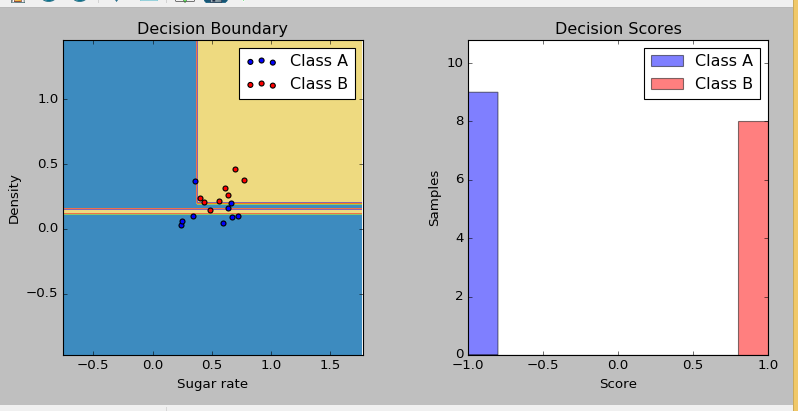 Decision Boundary
Class A
Class B
1.0
0.5
0.0
−0.5
−0.5 0.0 0.5 1.0 1.5
Density
Sugar rate
Decision Scores
Class A
Class B
10
8
6
4
2
0
−1.0 −0.5 0.0 0.5 1.0
Samples
Score